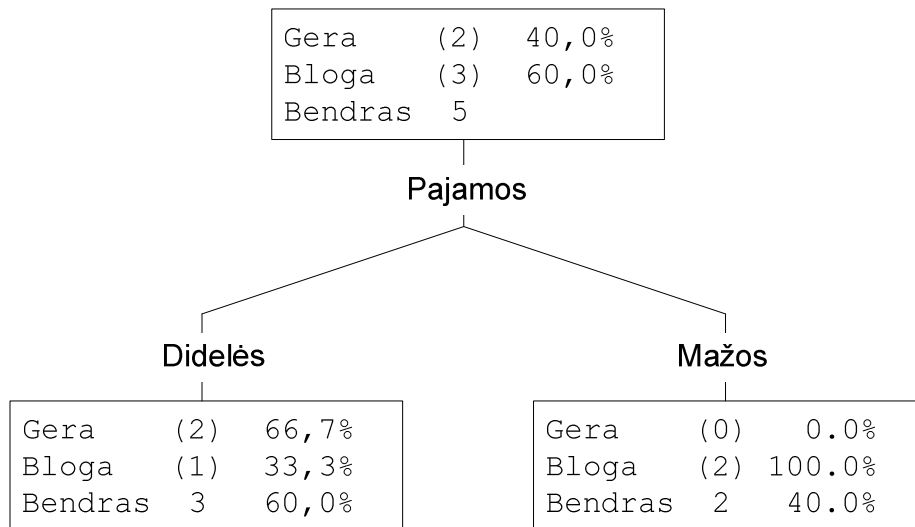 Gera (2) 40,0%
Bloga (3) 60,0%
Bendras 5
Pajamos
Didelės
Mažos
Gera (2) 66,7%
Bloga (1) 33,3%
Bendras 3 60,0%
Gera (0) 0.0%
Bloga (2) 100.0%
Bendras 2 40.0%